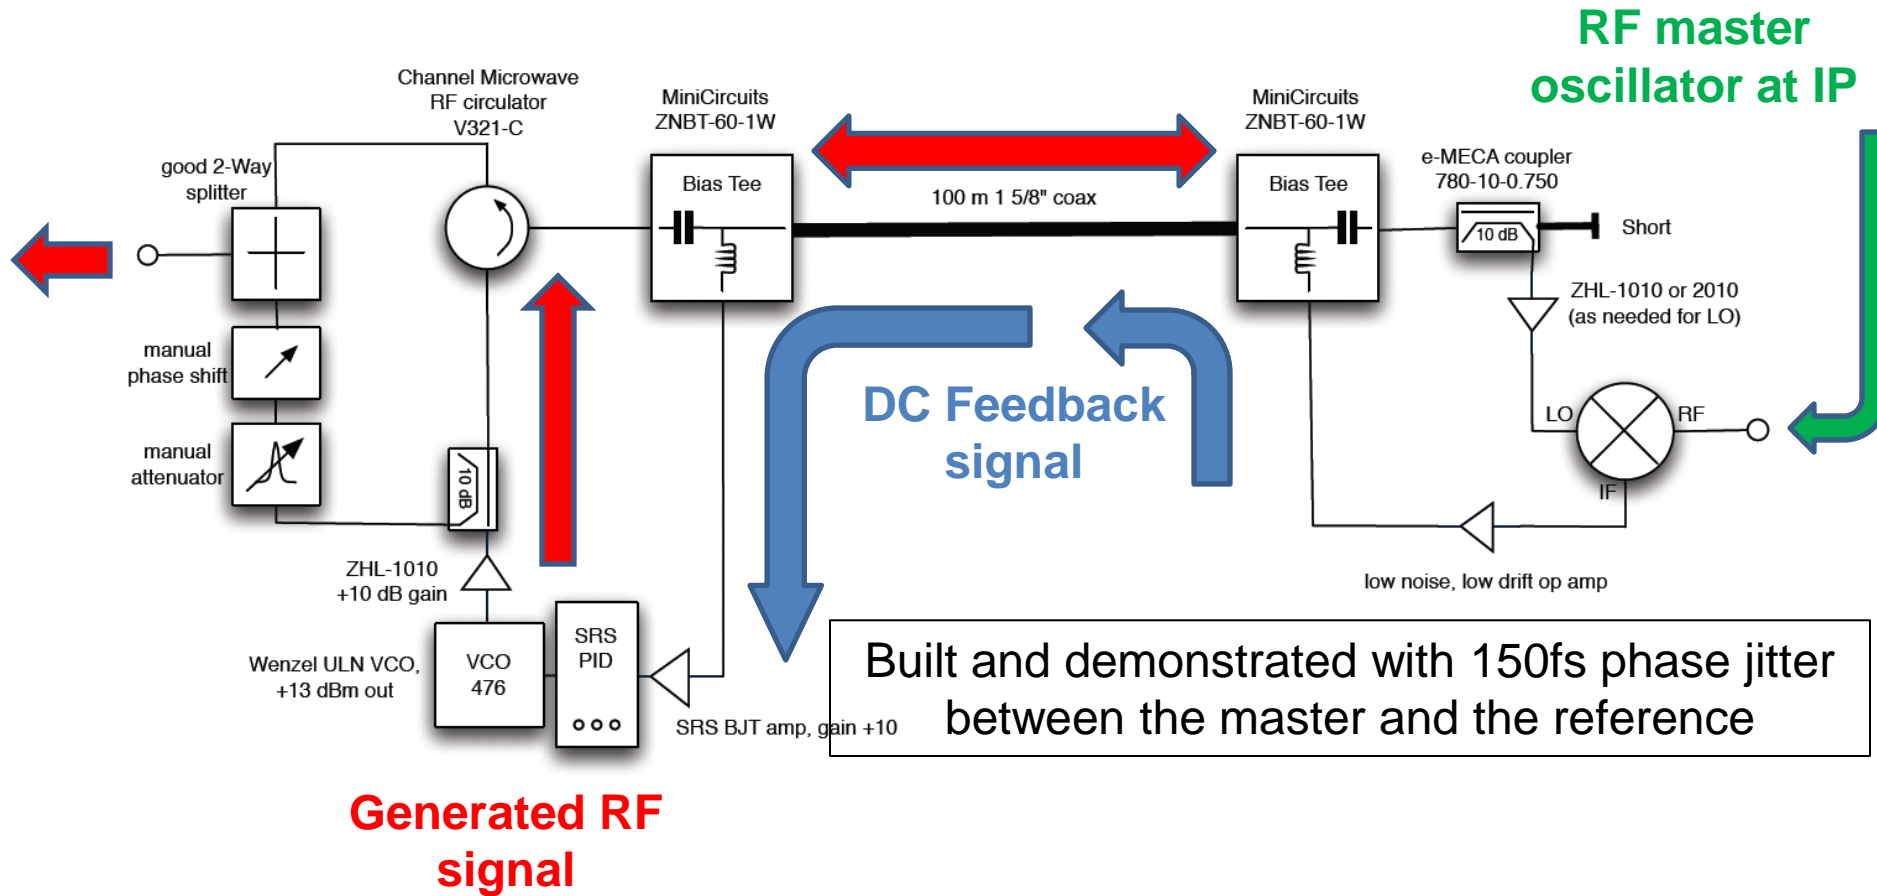 RF master
oscillator at IP
Channel Microwave
RF circulator
V321-C
MiniCircuits
ZNBT-60-1W
MiniCircuits
ZNBT-60-1W
good 2-Way
splitter
e-MECA coupler
780-10-0.750
Bias Tee
Bias Tee
100 m 1 5/8" coax
10 dB
Short
ZHL-1010 or 2010
(as needed for LO)
manual
phase shift
DC Feedback
signal
LO
RF
IF
manual
attenuator
10 dB
ZHL-1010
+10 dB gain
low noise, low drift op amp
Wenzel ULN VCO,
+13 dBm out
VCO
476
SRS
PID
SRS BJT amp, gain +10
Built and demonstrated with 150fs phase jitter
between the master and the reference
Generated RF
signal